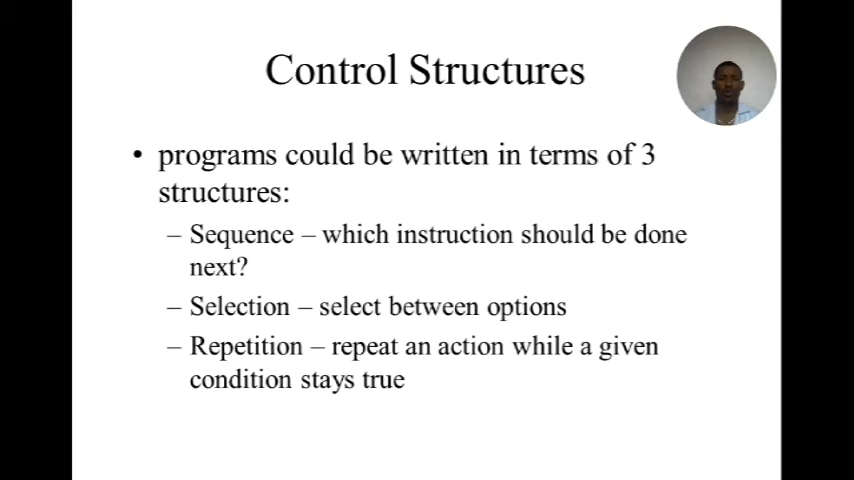 Control Structures
• programs could be written in terms of 3
structures:
– Sequence – which instruction should be done
next?
– Selection – select between options
– Repetition – repeat an action while a given
condition stays true